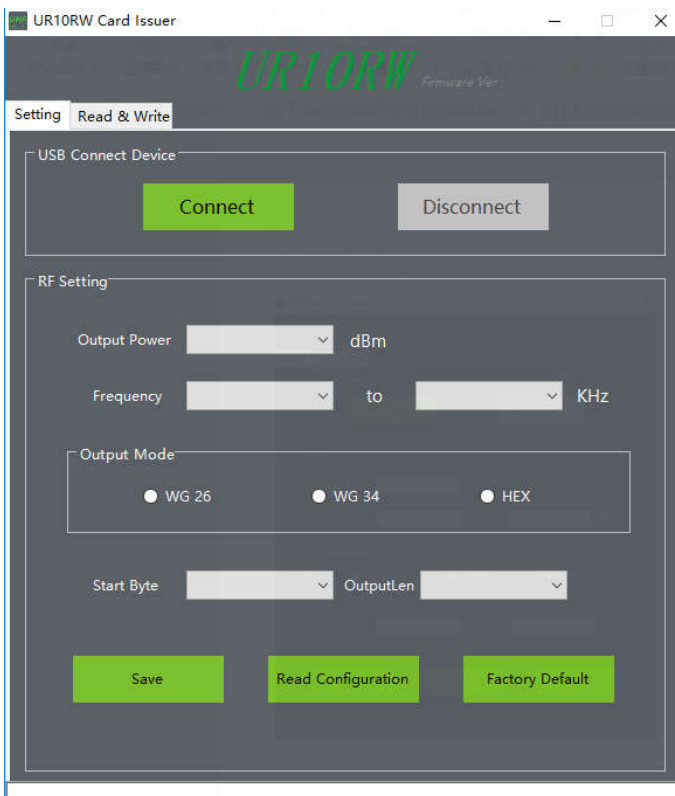 UR10RW Card Issuer
UR10RW Firmware Ver.:
Setting Read & Write
USB Connect Device
Connect Disconnect
RF Setting
Output Power dBm
Frequency to KHz
Output Mode
WG 26 WG 34 HEX
Start Byte OutputLen
Save Read Configuration Factory Default